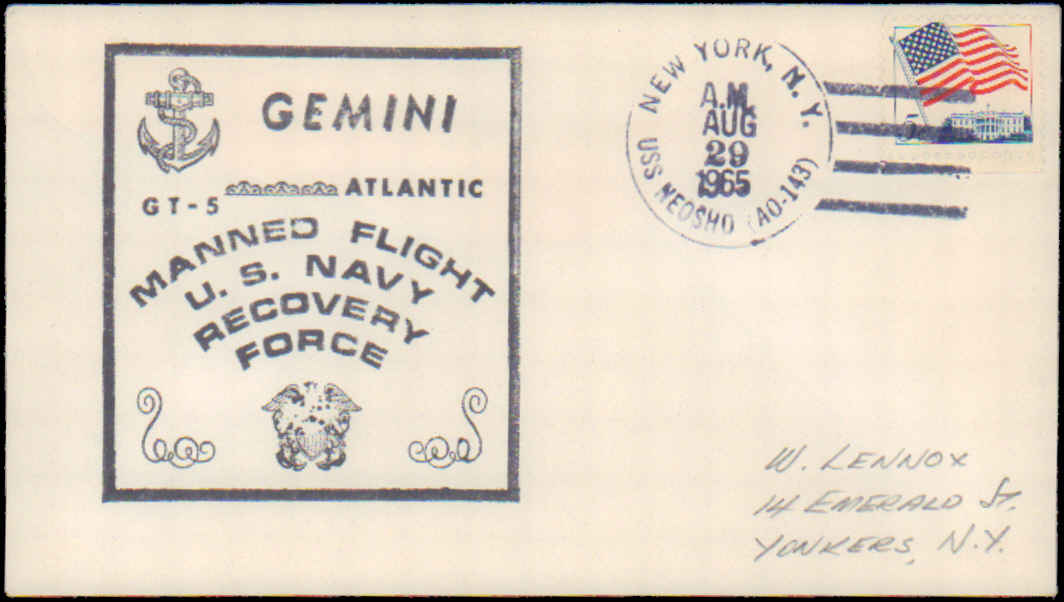 GEMINI
ATLANTIC
GT-5
MANNED FLIGHT
U.S. NAVY
RECOVERY
FORCE
NEW YORK, N.Y.
A.M.
AUG
29
1965
USS NEOSHO (AO-143)
5¢
W. LENNOX
14 EMERALD ST.
YONKERS, N.Y.